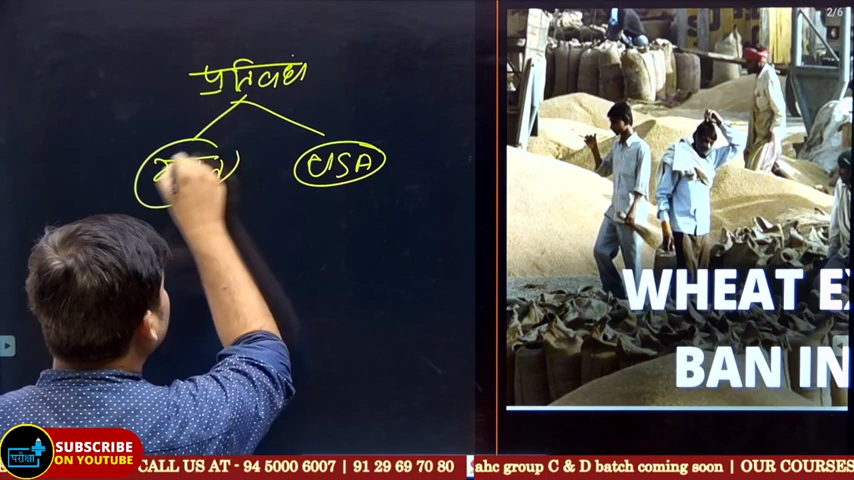 प्रतिबंध
USA
2/6
WHEAT E
BAN IN
परीक्षा
SUBSCRIBE
ON YOUTUBE
CALL US AT - 94 5000 6007 | 91 29 69 70 80
ahc group C & D batch coming soon | OUR COURSES